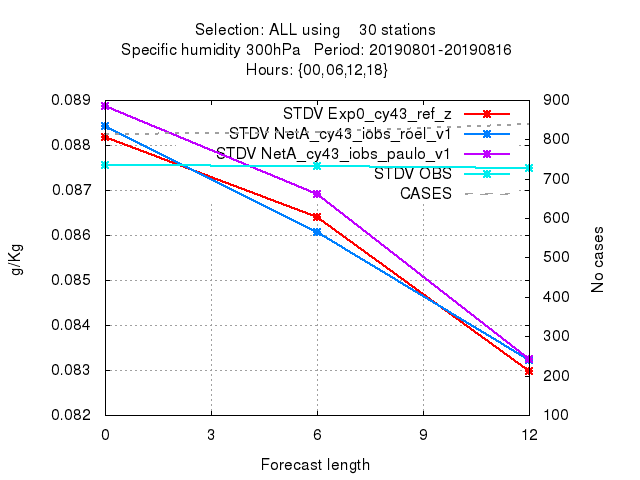 Selection: ALL using 30 stations
Specific humidity 300hPa Period: 20190801-20190816
Hours: {00,06,12,18}
STDV Exp0_cy43_ref_z
STDV NetA_cy43_iobs_roel_v1
STDV NetA_cy43_iobs_paulo_v1
STDV OBS
CASES
g/Kg
0.089
0.088
0.087
0.086
0.085
0.084
0.083
0.082
900
800
700
600
500
400
300
200
100
No cases
0 3 6 9 12
Forecast length